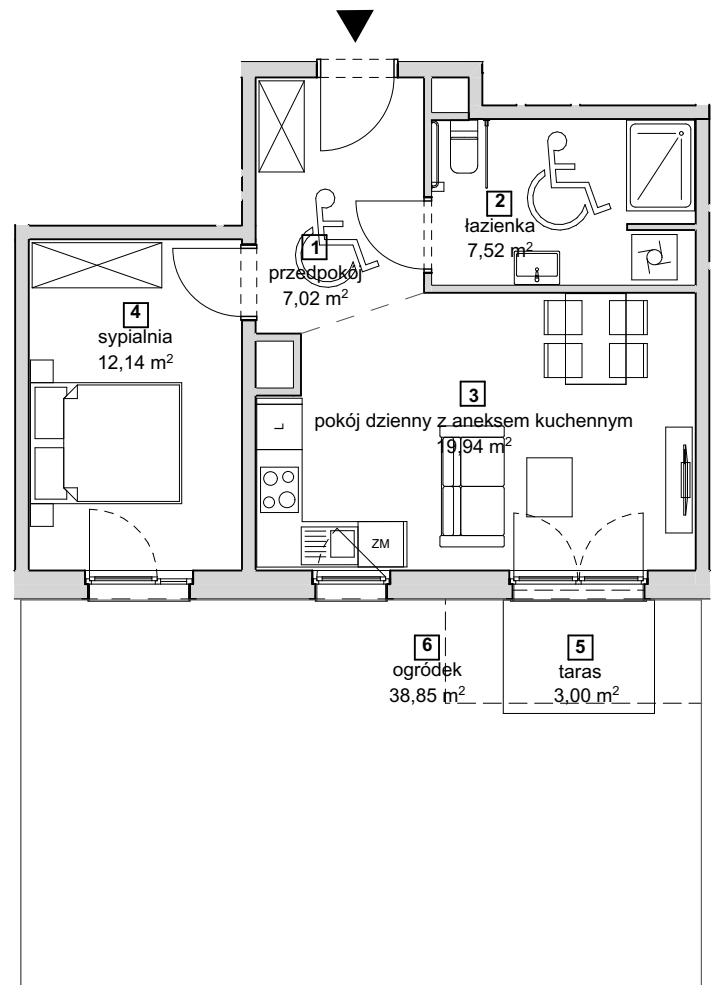 2
łazienka
7,52 m²
1
przedpokój
7,02 m²
4
sypialnia
12,14 m²
3
pokój dzienny z aneksem kuchennym
19,94 m²
L
ZM
6
ogródek
38,85 m²
5
taras
3,00 m²